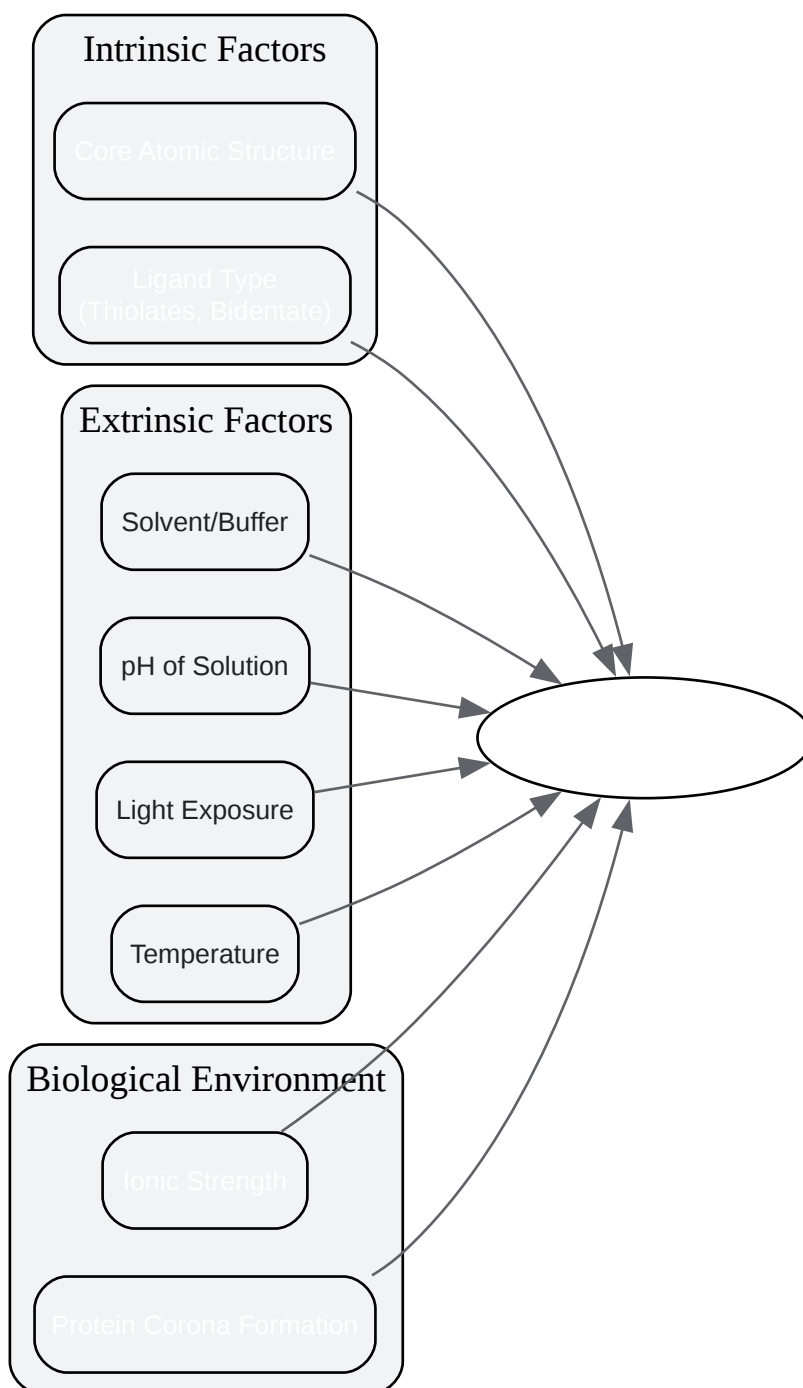 Intrinsic Factors
Core Atomic Structure
Ligand Type
(Thiolates, Bidentate)
Extrinsic Factors
Solvent/Buffer
pH of Solution
Light Exposure
Temperature
Biological Environment
Ionic Strength
Protein Corona Formation